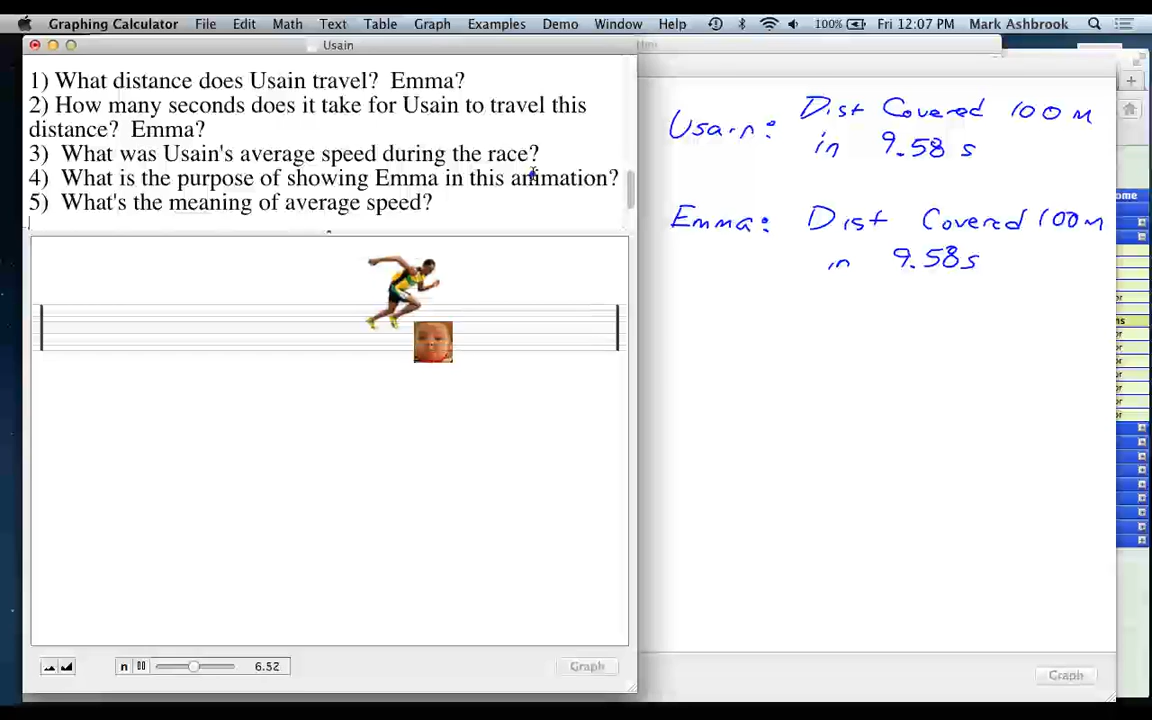 Graphing Calculator File Edit Math Text Table Graph Examples Demo Window Help 100% Fri 12:07 PM Mark Ashbrook
Usain
1) What distance does Usain travel? Emma?
2) How many seconds does it take for Usain to travel this
distance? Emma?
3) What was Usain's average speed during the race?
4) What is the purpose of showing Emma in this animation?
5) What's the meaning of average speed?
n 6.52 Graph
Usain: Dist Covered 100 M
in 9.58 s
Emma: Dist Covered 100 M
in 9.58 s
Graph
ome